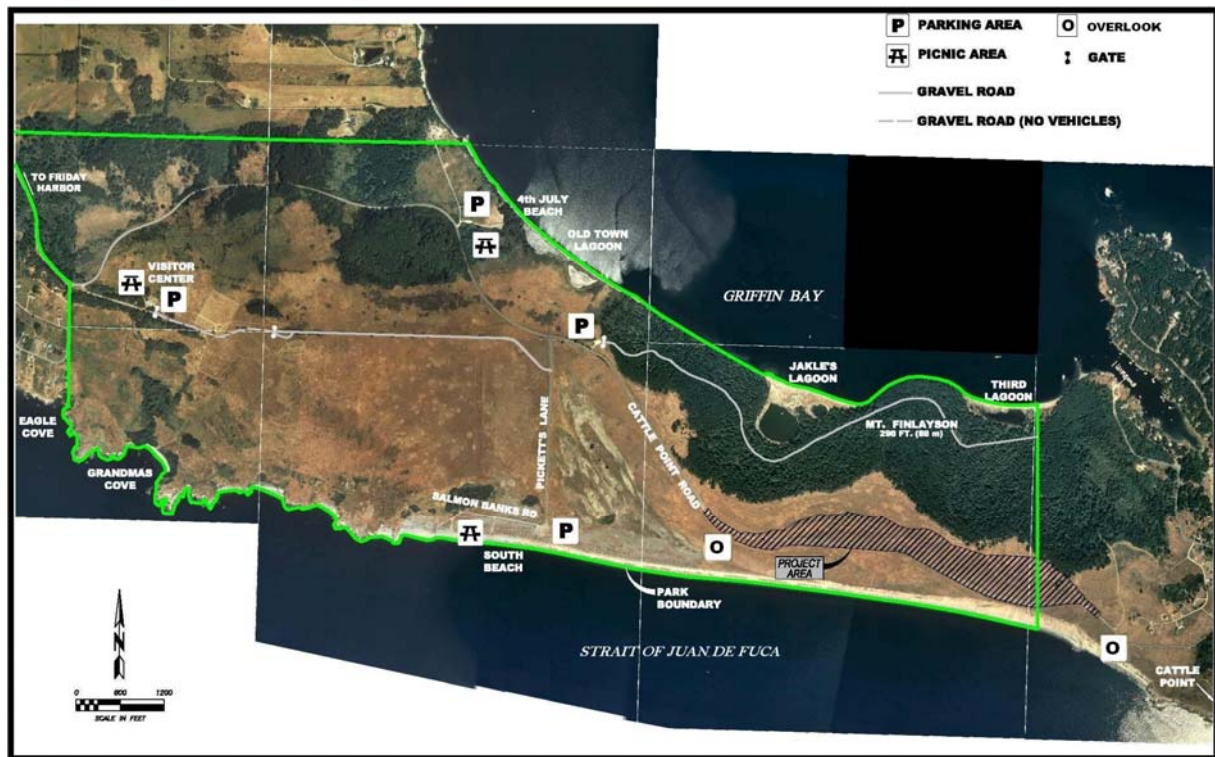 P PARKING AREA
O OVERLOOK
PICNIC AREA
GATE
GRAVEL ROAD
GRAVEL ROAD (NO VEHICLES)
TO FRIDAY
HARBOR
P
4th JULY
BEACH
OLD TOWN
LAGOON
VISITOR
CENTER
P
GRIFFIN BAY
P
JAKLE'S
LAGOON
THIRD
LAGOON
MT. FINLAYSON
290 FT. (88 m)
EAGLE
COVE
GRANDMAS
COVE
PICKETT'S LANE
CATTLE POINT ROAD
SALMON BANKS RD
P
O
SOUTH
BEACH
PROJECT
AREA
PARK
BOUNDARY
STRAIT OF JUAN DE FUCA
O
CATTLE
POINT
N
0 600 1200
SCALE IN FEET